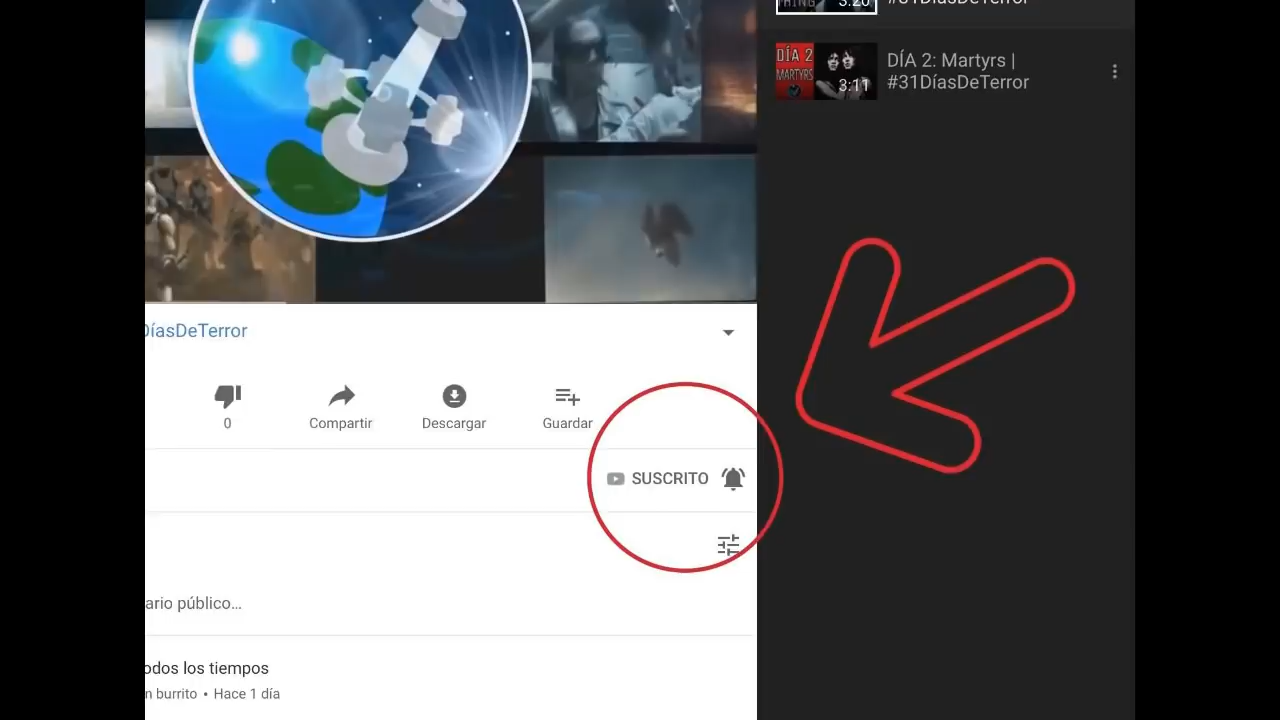 3:20
#31DíasDeTerror
DÍA 2
MARTYRS
3:11
DÍA 2: Martyrs |
#31DíasDeTerror
DíasDeTerror
0
Compartir
Descargar
Guardar
SUSCRITO
ario público...
odos los tiempos
n burrito • Hace 1 día